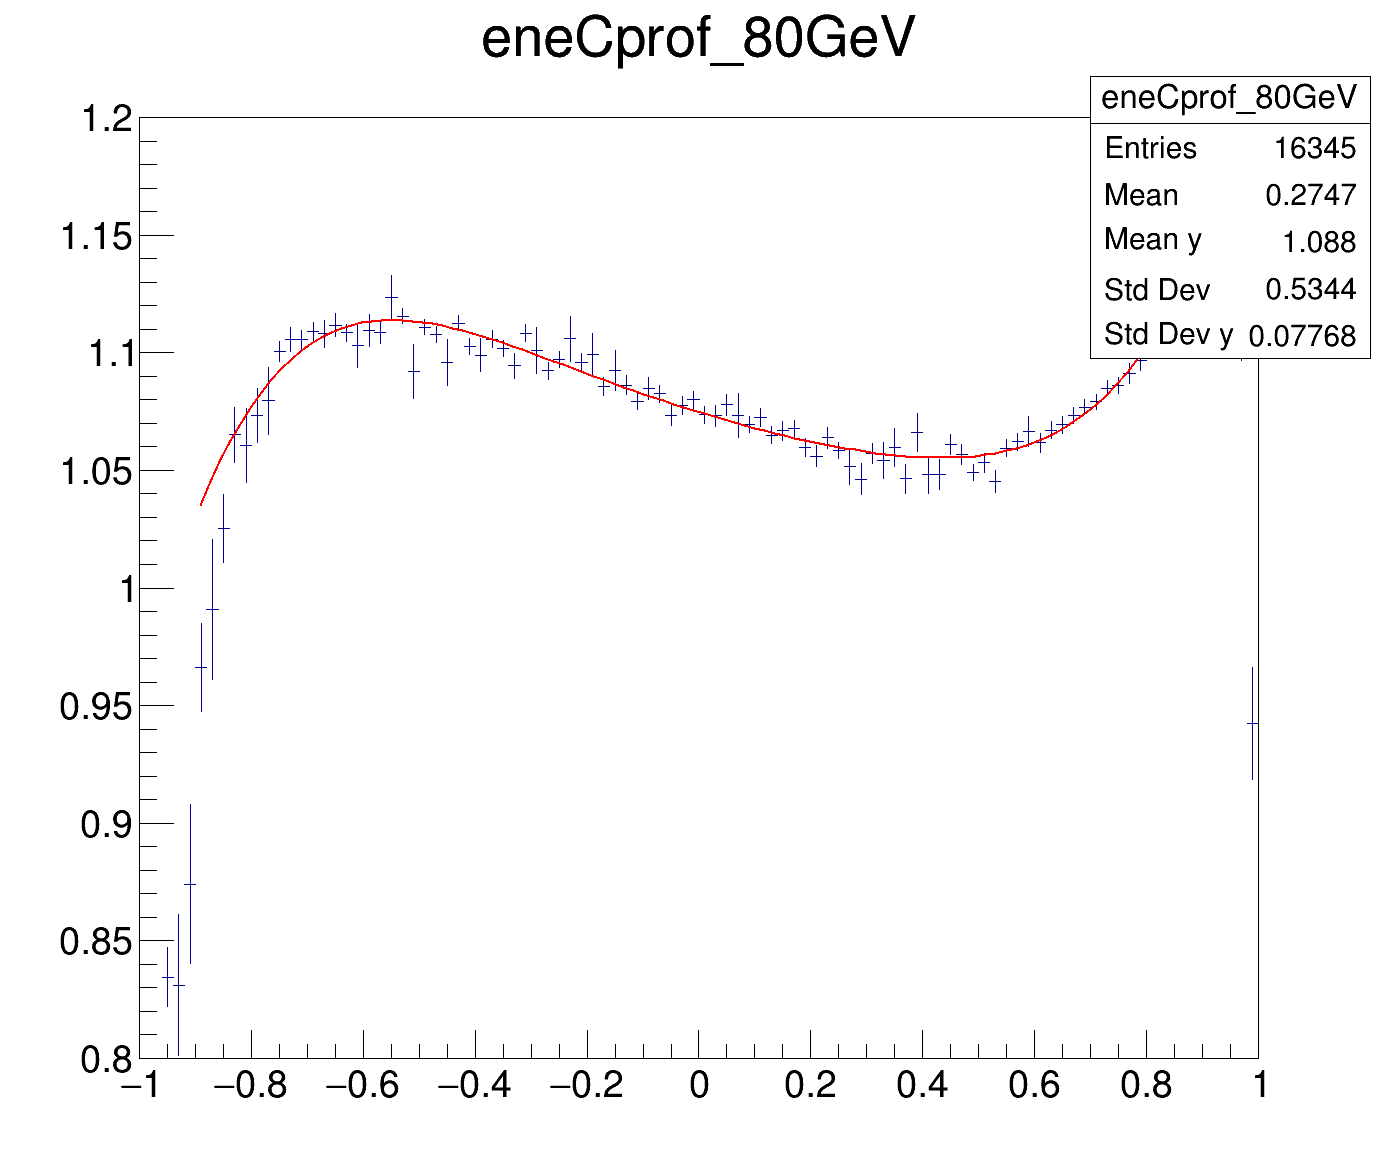 eneCprof_80GeV
eneCprof_80GeV
Entries 16345
Mean 0.2747
Mean y 1.088
Std Dev 0.5344
Std Dev y 0.07768
1.2
1.15
1.1
1.05
1
0.95
0.9
0.85
0.8
−1 −0.8 −0.6 −0.4 −0.2 0 0.2 0.4 0.6 0.8 1